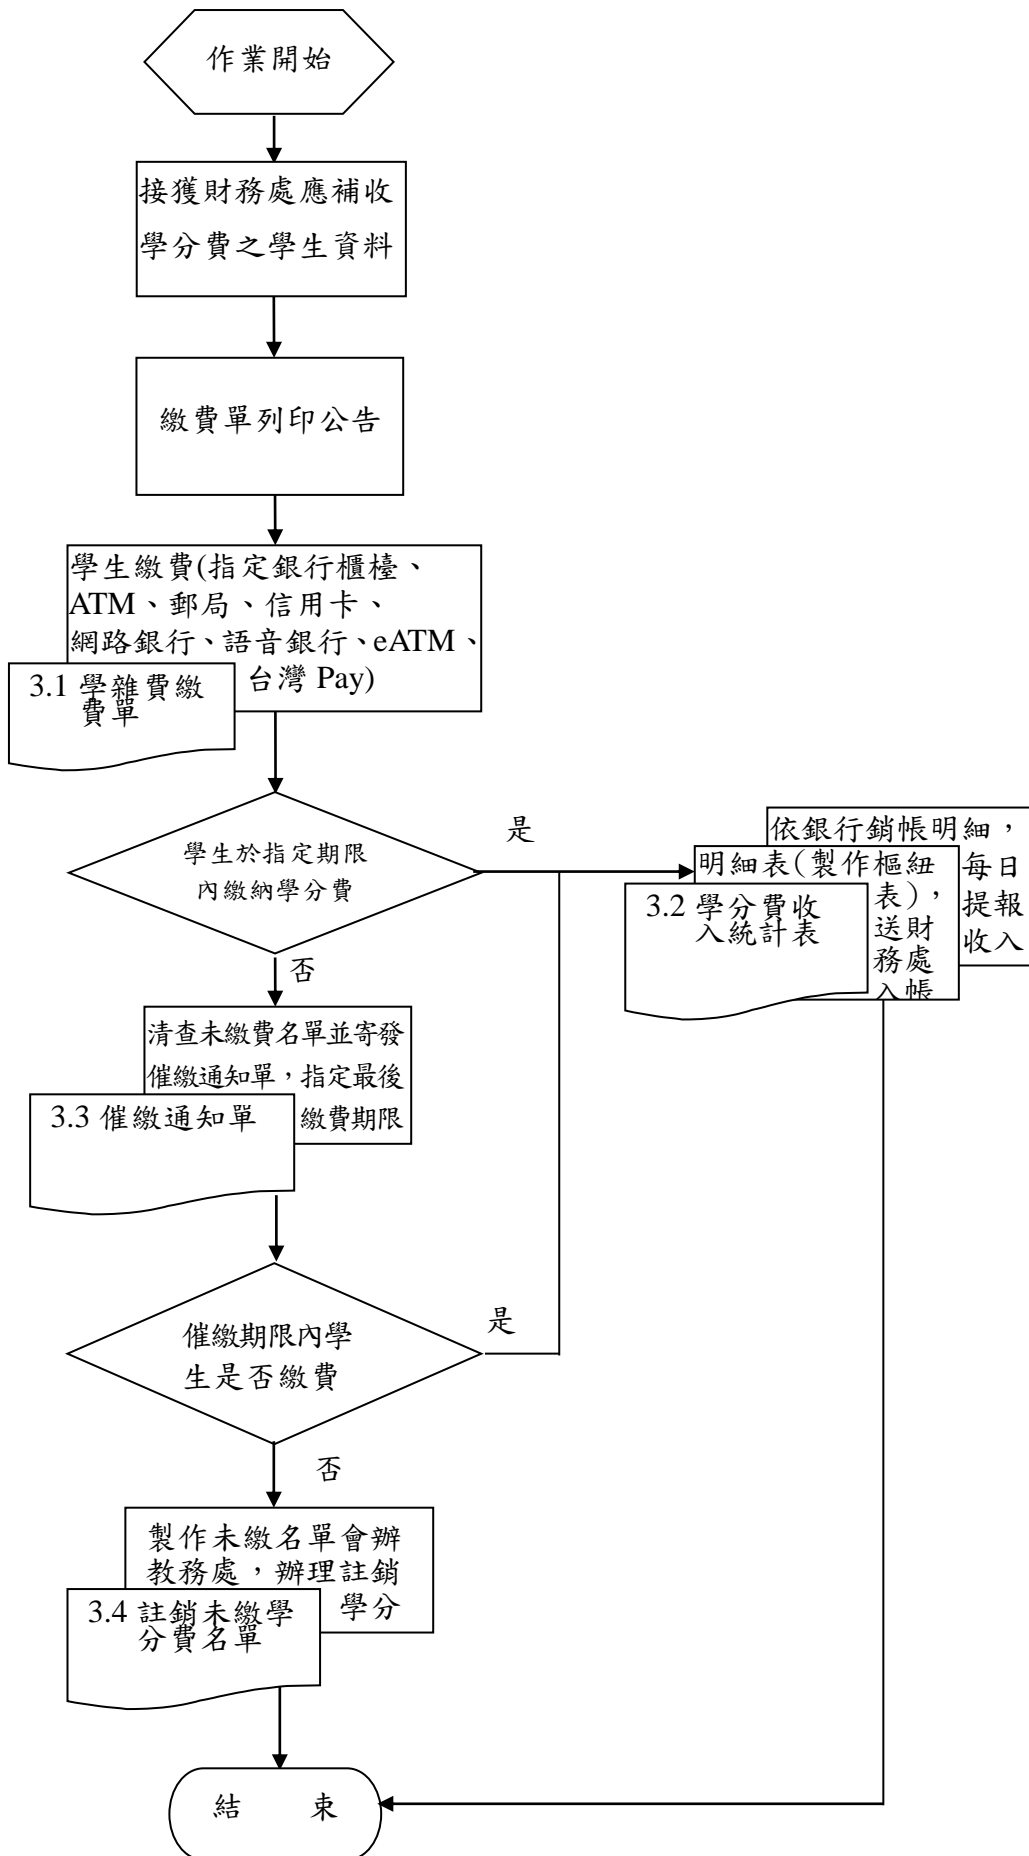 作業開始
接獲財務處應補收
學分費之學生資料
繳費單列印公告
學生繳費(指定銀行櫃檯、
ATM、郵局、信用卡、
網路銀行、語音銀行、eATM、
台灣 Pay)
3.1 學雜費繳
費單
學生於指定期限
內繳納學分費
是
依銀行銷帳明細，
每日
提報
收入
明細表(製作樞紐
表)，
送財
務處
入帳
3.2 學分費收
入統計表
否
清查未繳費名單並寄發
催繳通知單，指定最後
繳費期限
3.3 催繳通知單
催繳期限內學
生是否繳費
是
否
製作未繳名單會辦
教務處，辦理註銷
學分
3.4 註銷未繳學
分費名單
結 束